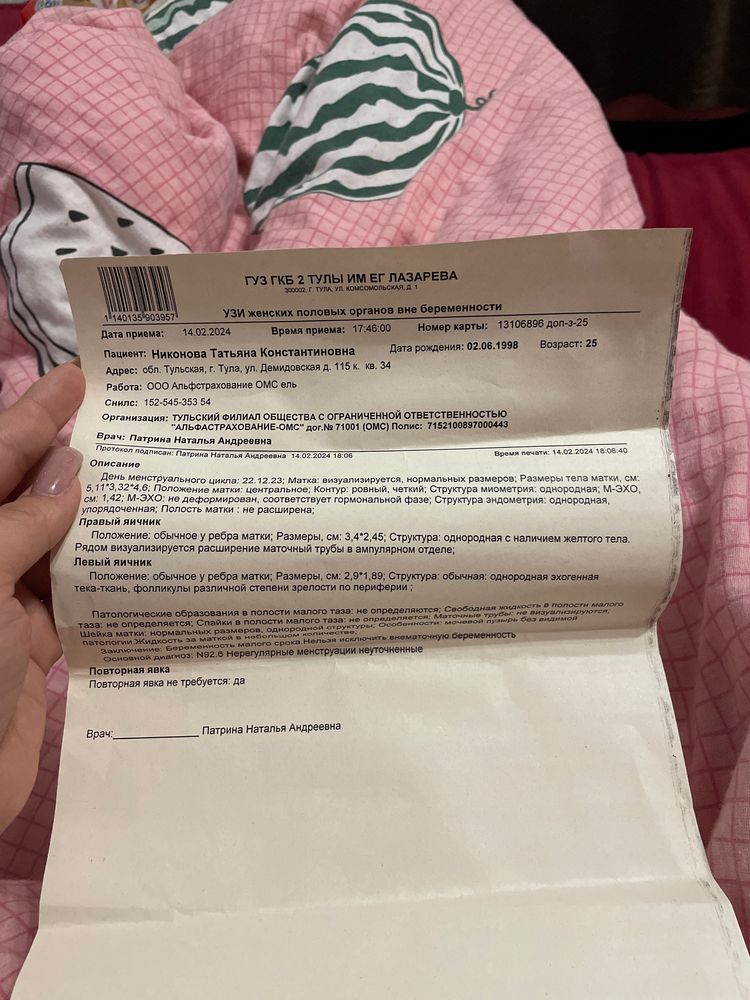 ГУЗ ГКБ 2 ТУЛЫ ИМ ЕГ ЛАЗАРЕВА
300002, Г. ТУЛА, УЛ. КОМСОМОЛЬСКАЯ, Д. 1
1 140135 903957
УЗИ женских половых органов вне беременности
Дата приема: 14.02.2024 Время приема: 17:46:00 Номер карты: 13106896 доп-з-25
Пациент: Никонова Татьяна Константиновна Дата рождения: 02.06.1998 Возраст: 25
Адрес: обл. Тульская, г. Тула, ул. Демидовская д. 115 к. кв. 34
Работа: ООО Альфстрахование ОМС ель
Снилс: 152-545-353 54
Организация: ТУЛЬСКИЙ ФИЛИАЛ ОБЩЕСТВА С ОГРАНИЧЕННОЙ ОТВЕТСТВЕННОСТЬЮ
"АЛЬФАСТРАХОВАНИЕ-ОМС" дог.№ 71001 (ОМС) Полис: 7152100897000443
Врач: Патрина Наталья Андреевна
Протокол подписан: Патрина Наталья Андреевна 14.02.2024 18:06 Время печати: 14.02.2024 18:06:40
Описание
День менструального цикла: 22.12.23; Матка: визуализируется, нормальных размеров; Размеры тела матки, см:
5,11*3,32*4,6; Положение матки: центральное; Контур: ровный, четкий; Структура миометрия: однородная; М-ЭХО,
см: 1,42; М-ЭХО: не деформирован, соответствует гормональной фазе; Структура эндометрия: однородная,
упорядоченная; Полость матки : не расширена;
Правый яичник
Положение: обычное у ребра матки; Размеры, см: 3,4*2,45; Структура: однородная с наличием желтого тела.
Рядом визуализируется расширение маточный трубы в ампулярном отделе;
Левый яичник
Положение: обычное у ребра матки; Размеры, см: 2,9*1,89; Структура: обычная: однородная эхогенная
тека-ткань, фолликулы различной степени зрелости по периферии ;
Патологические образования в полости малого таза: не определяются; Свободная жидкость в полости малого
таза: не определяется; Спайки в полости малого таза: не определяется; Маточные трубы: не визуализируются;
Шейка матки: нормальных размеров, однородной структуры; Особенности: мочевой пузырь без видимой
патологии.Жидкость за маткой в небольшом количестве;
Заключение: Беременность малого срока.Нельзя исключить внематочную беременность
Основной диагноз: N92.6 Нерегулярные менструации неуточненные
Повторная явка
Повторная явка не требуется: да
Врач:______________ Патрина Наталья Андреевна